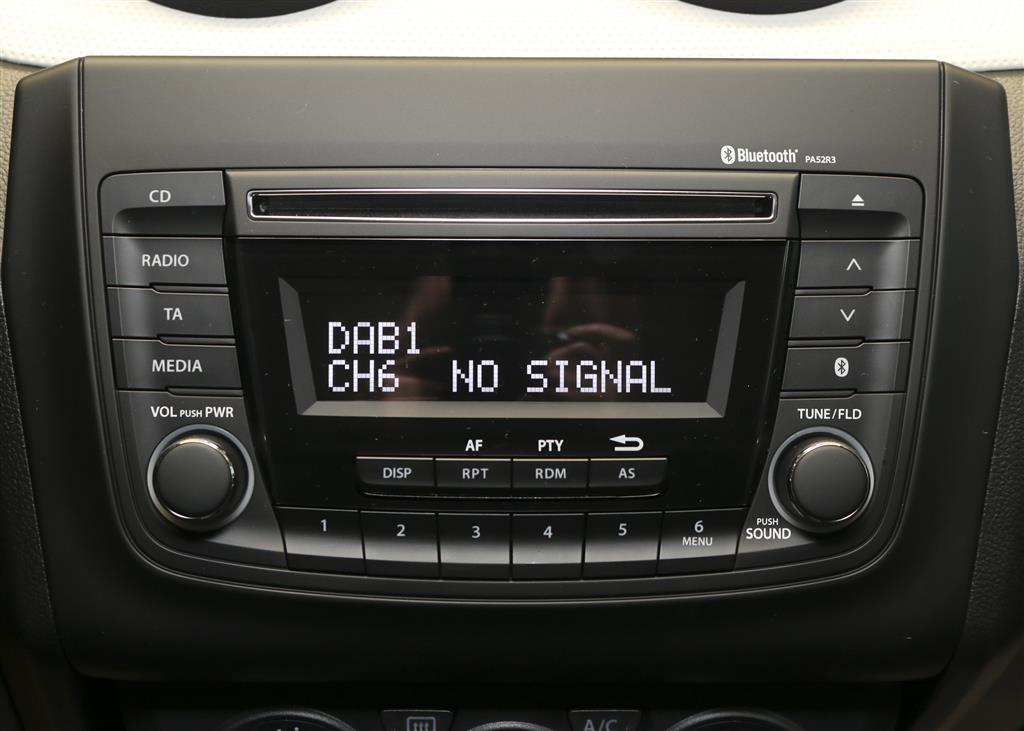 Bluetooth® PA52R3
CD
RADIO
TA
MEDIA
DAB1
CH6 NO SIGNAL
VOL PUSH PWR
TUNE/FLD
AF PTY
DISP RPT RDM AS
1 2 3 4 5 6
MENU
PUSH
SOUND
A/C